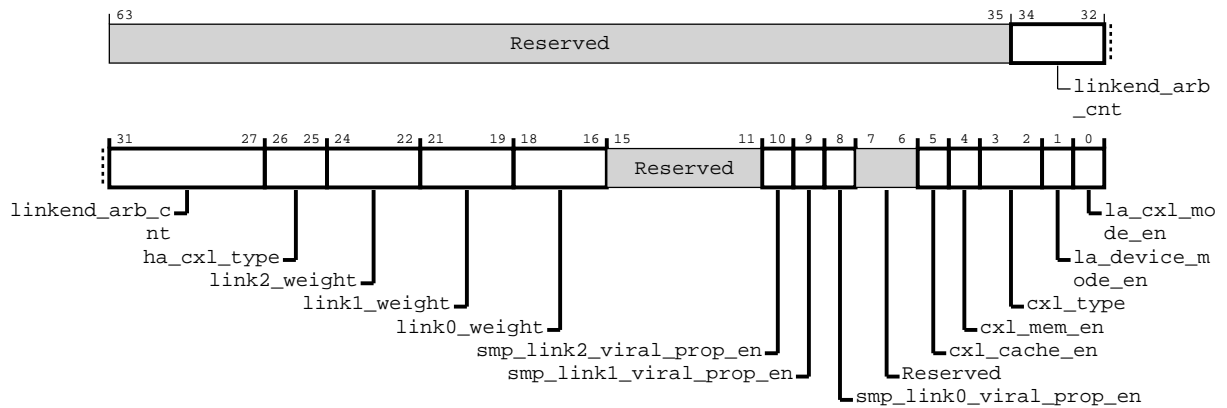 63 35 34 32
Reserved
linkend_arb
_cnt
31 27 26 25 24 22 21 19 18 16 15 11 10 9 8 7 6 5 4 3 2 1 0
Reserved
linkend_arb_c
nt
la_cxl_mo
de_en
ha_cxl_type
la_device_m
ode_en
link2_weight
link1_weight
cxl_type
link0_weight
cxl_mem_en
smp_link2_viral_prop_en
cxl_cache_en
smp_link1_viral_prop_en
Reserved
smp_link0_viral_prop_en